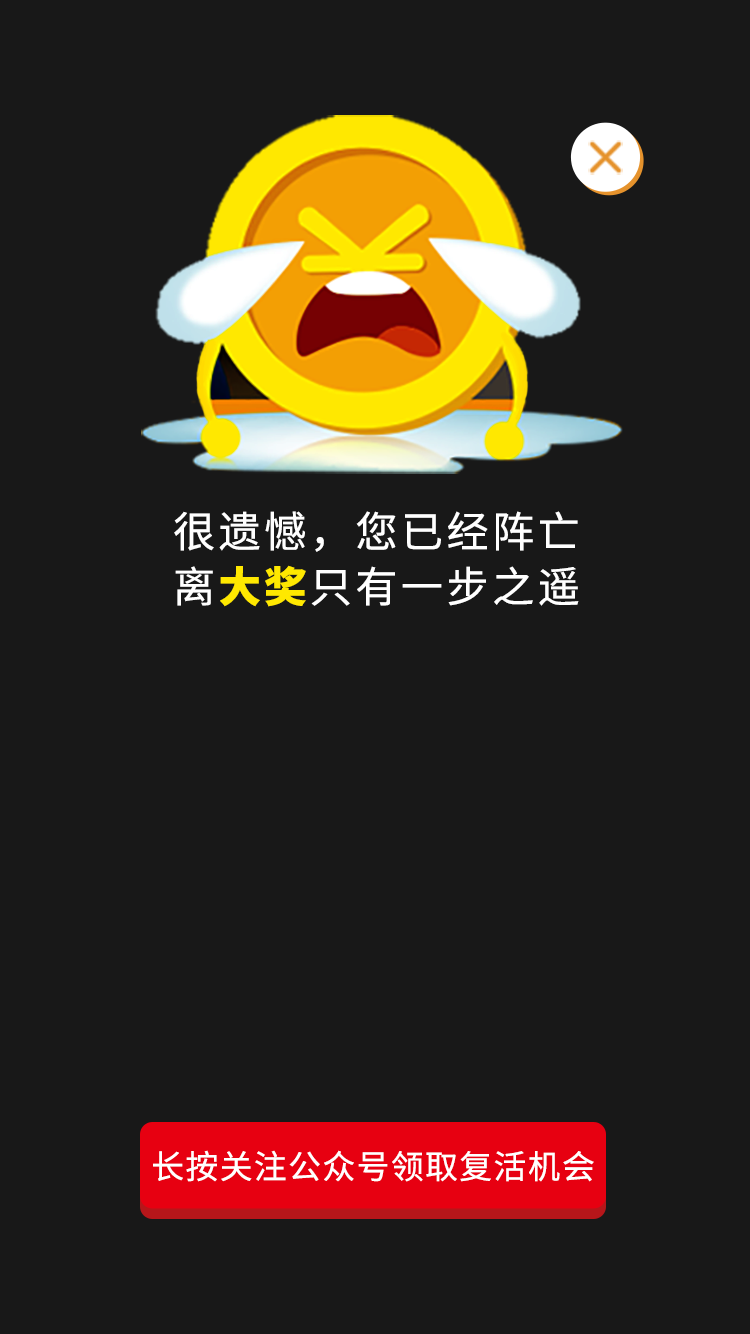 很遗憾，您已经阵亡
离大奖只有一步之遥
长按关注公众号领取复活机会